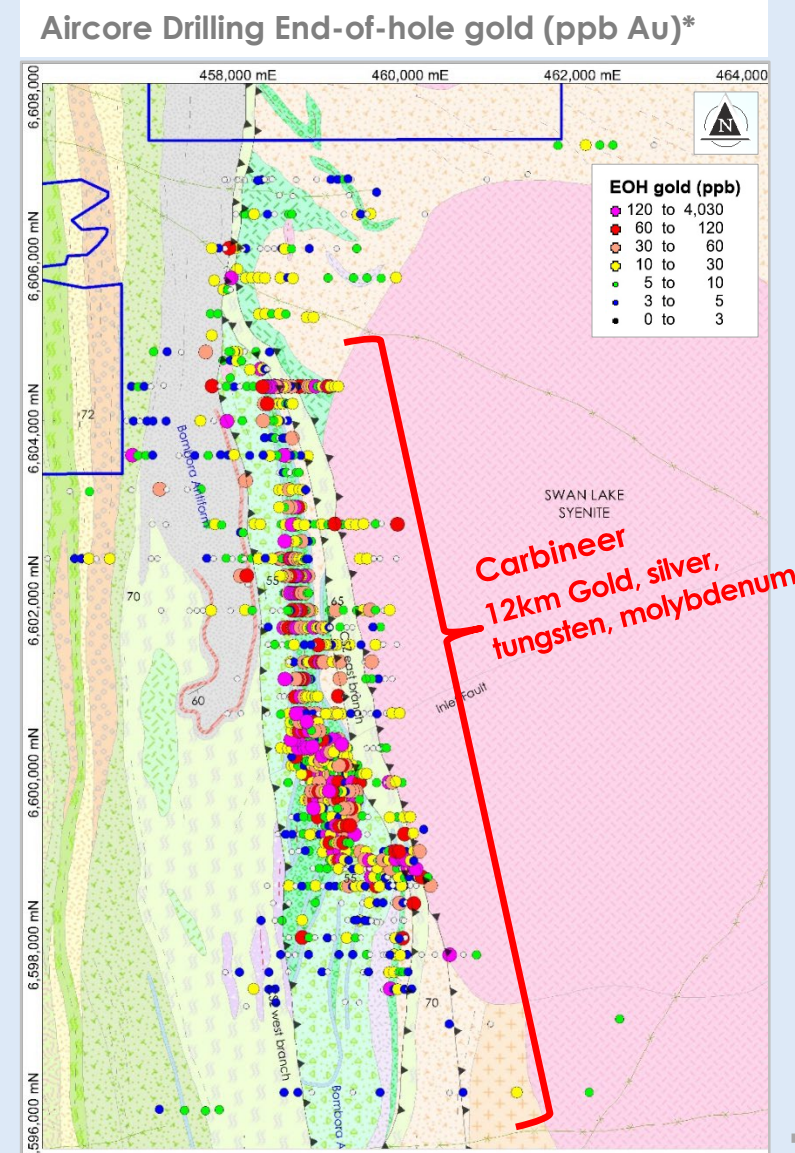 Aircore Drilling End-of-hole gold (ppb Au)*
458,000 mE
460,000 mE
462,000 mE
464,000
6,608,000
N
EOH gold (ppb)
120 to 4,030
60 to 120
30 to 60
10 to 30
5 to 10
3 to 5
0 to 3
6,606,000 mN
72
6,604,000 mN
Bombora Antiform
SWAN LAKE
SYENITE
Carbineer
12km Gold, silver,
tungsten, molybdenum
55
70
65
6,602,000 mN
CSZ east branch
60
Inlet Fault
6,600,000 mN
55
6,598,000 mN
70
west branch
Bombora A
,596,000 mN